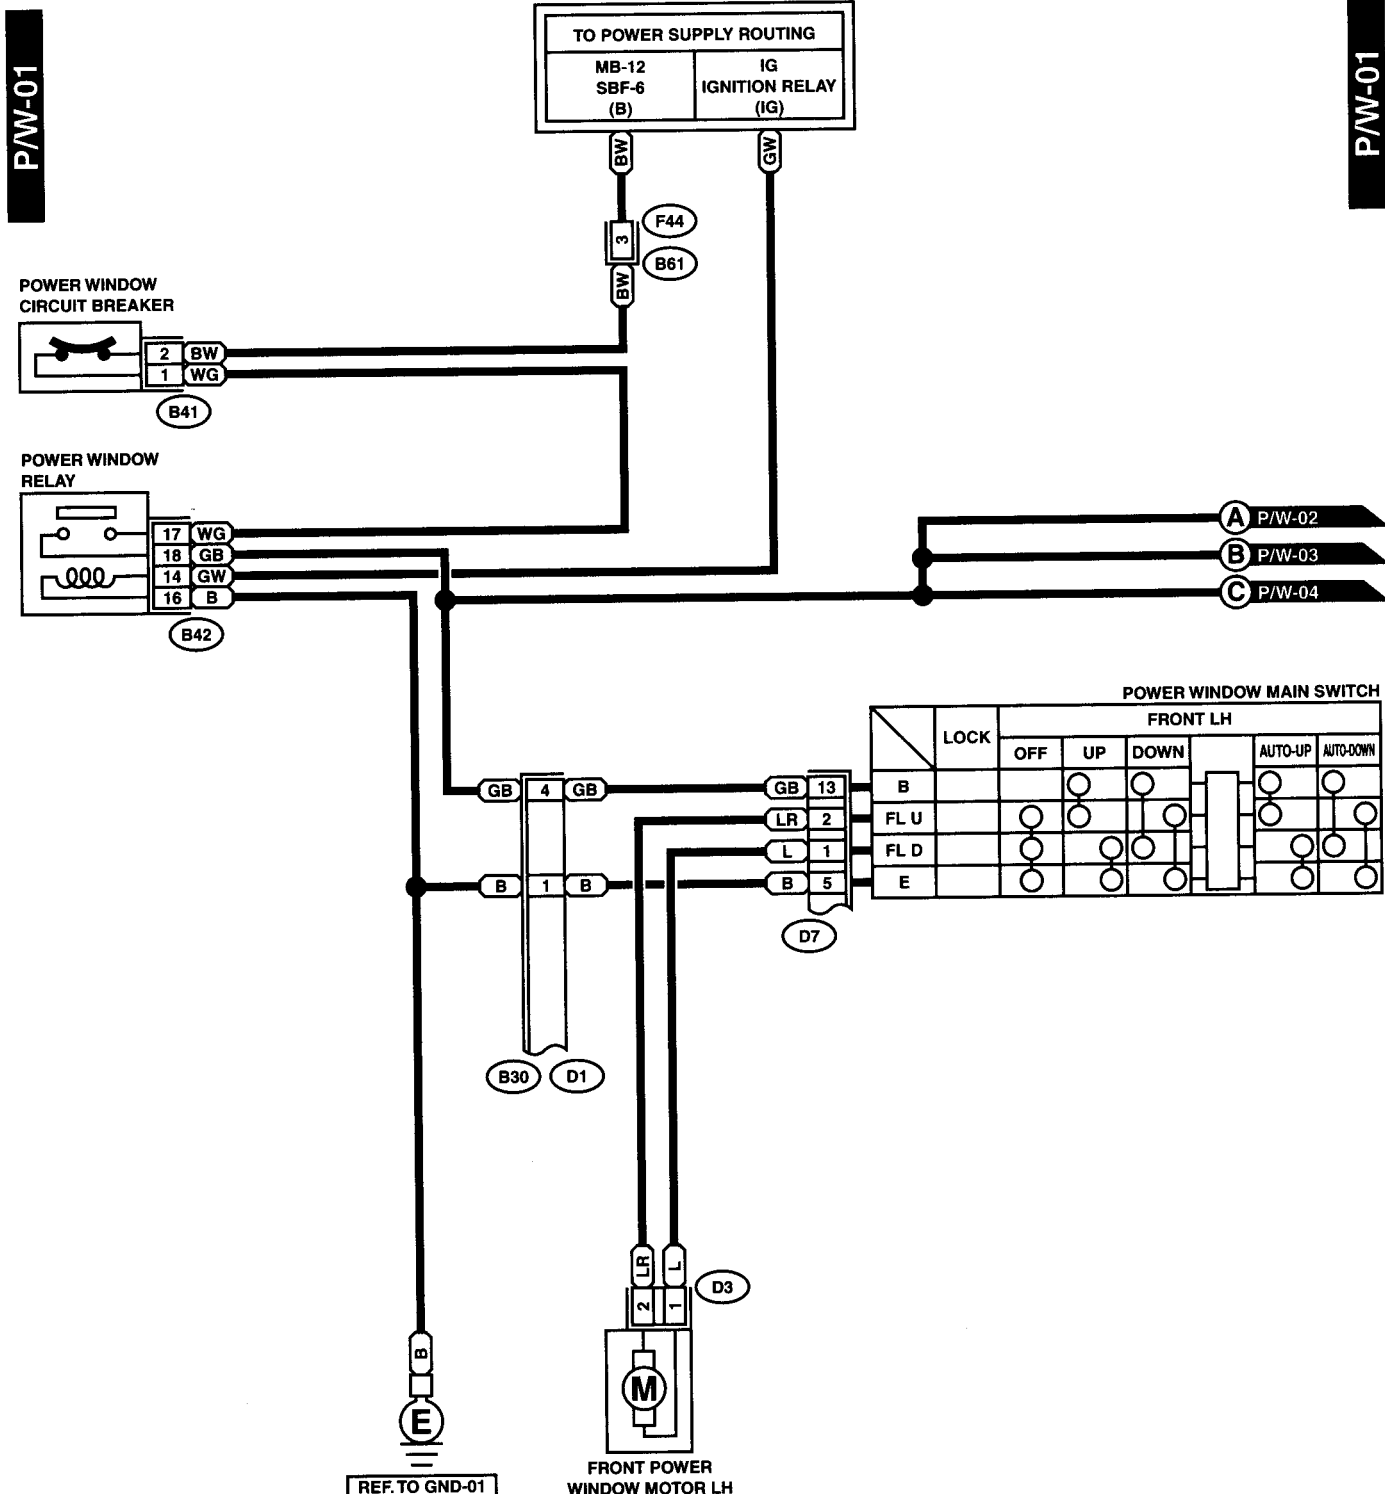 P/W-01
P/W-01
TO POWER SUPPLY ROUTING
MB-12
SBF-6
(B)
IG
IGNITION RELAY
(IG)
BW
GW
3
F44
B61
BW
POWER WINDOW
CIRCUIT BREAKER
2 BW
1 WG
B41
POWER WINDOW
RELAY
17 WG
18 GB
14 GW
16 B
B42
A P/W-02
B P/W-03
C P/W-04
POWER WINDOW MAIN SWITCH
FRONT LH
LOCK
OFF UP DOWN AUTO-UP AUTO-DOWN
GB 4 GB GB 13 B
LR 2 FL U
L 1 FL D
B 1 B B 5 E
D7
B30 D1
LR L
2 1
D3
M
B
E
REF. TO GND-01
FRONT POWER
WINDOW MOTOR LH